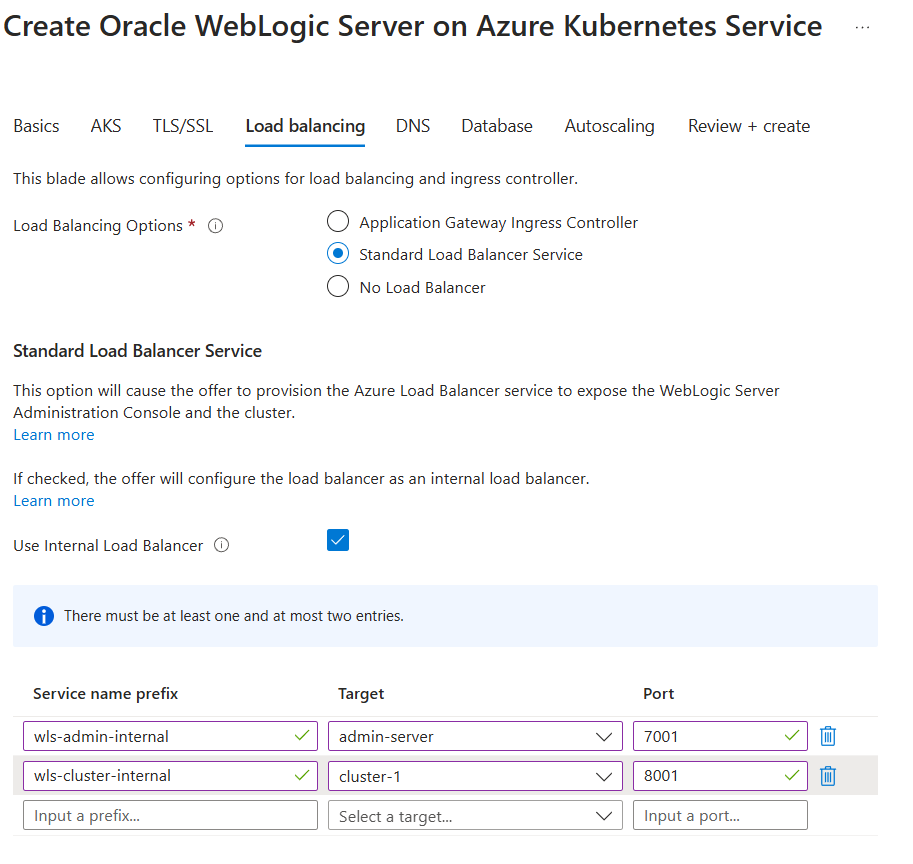 Create Oracle WebLogic Server on Azure Kubernetes Service ...
Basics AKS TLS/SSL Load balancing DNS Database Autoscaling Review + create
This blade allows configuring options for load balancing and ingress controller.
Load Balancing Options *
Application Gateway Ingress Controller
Standard Load Balancer Service
No Load Balancer
Standard Load Balancer Service
This option will cause the offer to provision the Azure Load Balancer service to expose the WebLogic Server
Administration Console and the cluster.
Learn more
If checked, the offer will configure the load balancer as an internal load balancer.
Learn more
Use Internal Load Balancer
There must be at least one and at most two entries.
Service name prefix Target Port
wls-admin-internal admin-server 7001
wls-cluster-internal cluster-1 8001
Input a prefix... Select a target... Input a port...